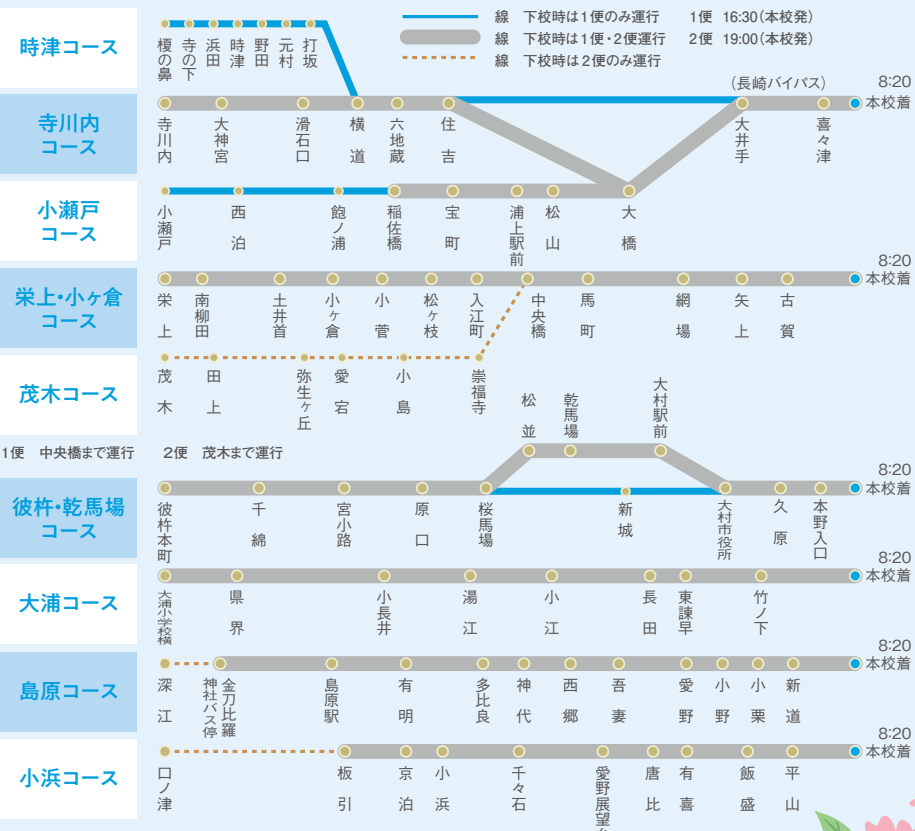 線 下校時は1便のみ運行 1便 16:30(本校発)
線 下校時は1便・2便運行 2便 19:00(本校発)
線 下校時は2便のみ運行
時津コース
榎の鼻
寺の下
浜田
時津
野田
元村
打坂
(長崎バイパス)
8:20
本校着
寺川内
コース
寺川内
大神宮
滑石口
横道
六地蔵
住吉
大井手
喜々津
小瀬戸
コース
小瀬戸
西泊
飽ノ浦
稲佐橋
宝町
浦上駅前
松山
大橋
8:20
本校着
栄上・小ヶ倉
コース
栄上
南柳田
土井首
小ヶ倉
小菅
松ヶ枝
入江町
中央橋
馬町
網場
矢上
古賀
茂木コース
茂木
田上
弥生ヶ丘
愛宕
小島
崇福寺
1便 中央橋まで運行 2便 茂木まで運行
松並
乾馬場
大村駅前
8:20
本校着
彼杵・乾馬場
コース
彼杵本町
千綿
宮小路
原口
桜馬場
新城
大村市役所
久原
本野入口
8:20
本校着
大浦コース
大浦小学校横
県界
小長井
湯江
小江
長田
東諫早
竹ノ下
8:20
本校着
島原コース
深江
金刀比羅
神社バス停
島原駅
有明
多比良
神代
西郷
吾妻
愛野
小野
小栗
新道
8:20
本校着
小浜コース
口ノ津
板引
京泊
小浜
千々石
愛野展望
唐比
有喜
飯盛
平山